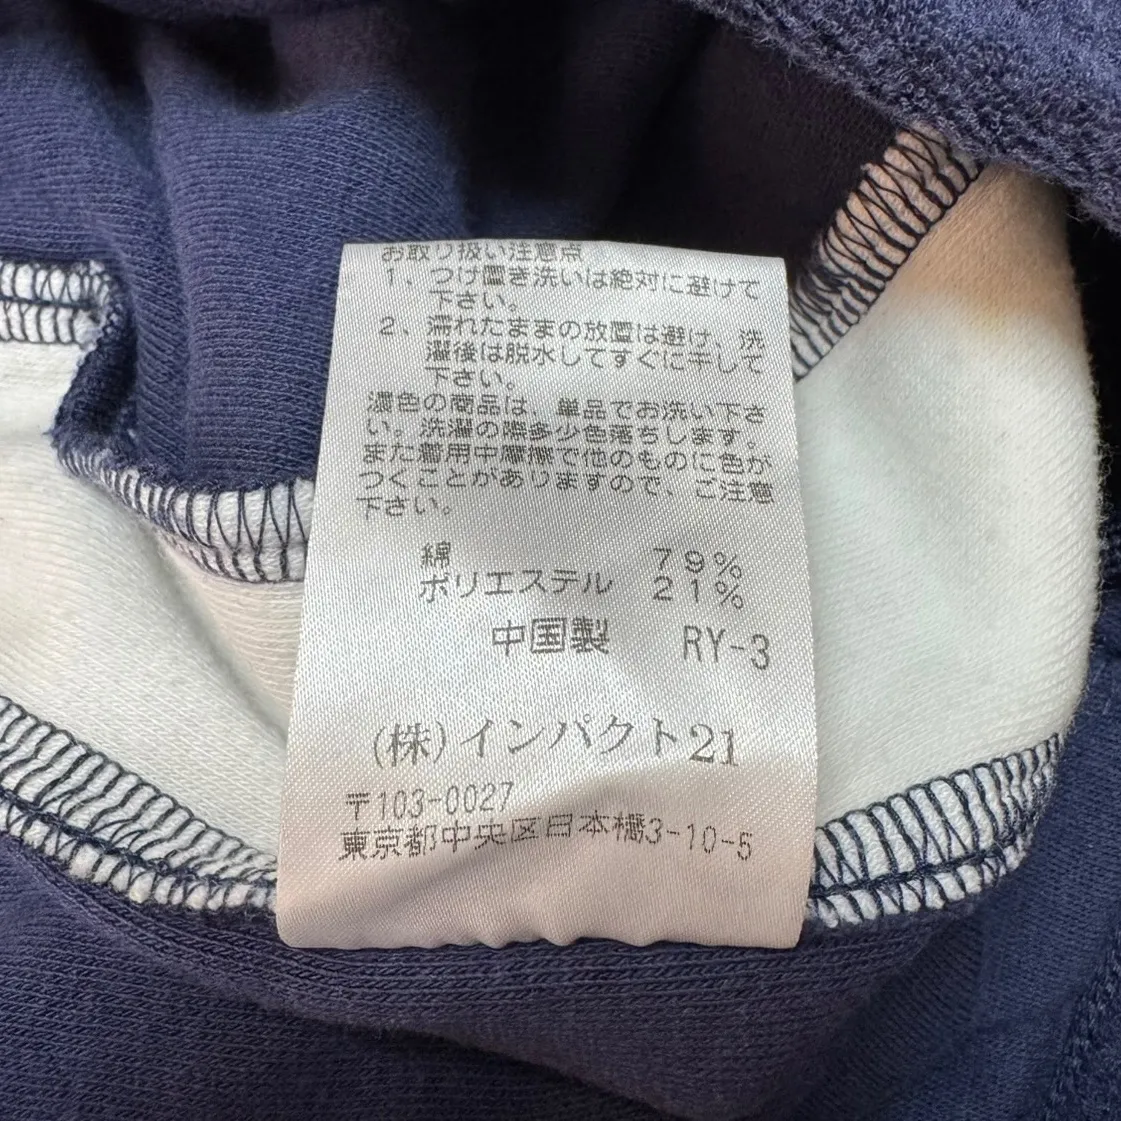 お取り扱い注意点
1．つけ置き洗いは絶対に避けて
下さい。
2．濡れたままの放置は避け、洗
濯後は脱水してすぐに干して
下さい。
濃色の商品は、単品でお洗い下さ
い。洗濯の際多少色落ちします。
また着用中摩擦で他のものに色が
つくことがありますので、ご注意
下さい。
綿 79%
ポリエステル 21%
中国製 RY-3
(株)インパクト21
〒103-0027
東京都中央区日本橋3-10-5